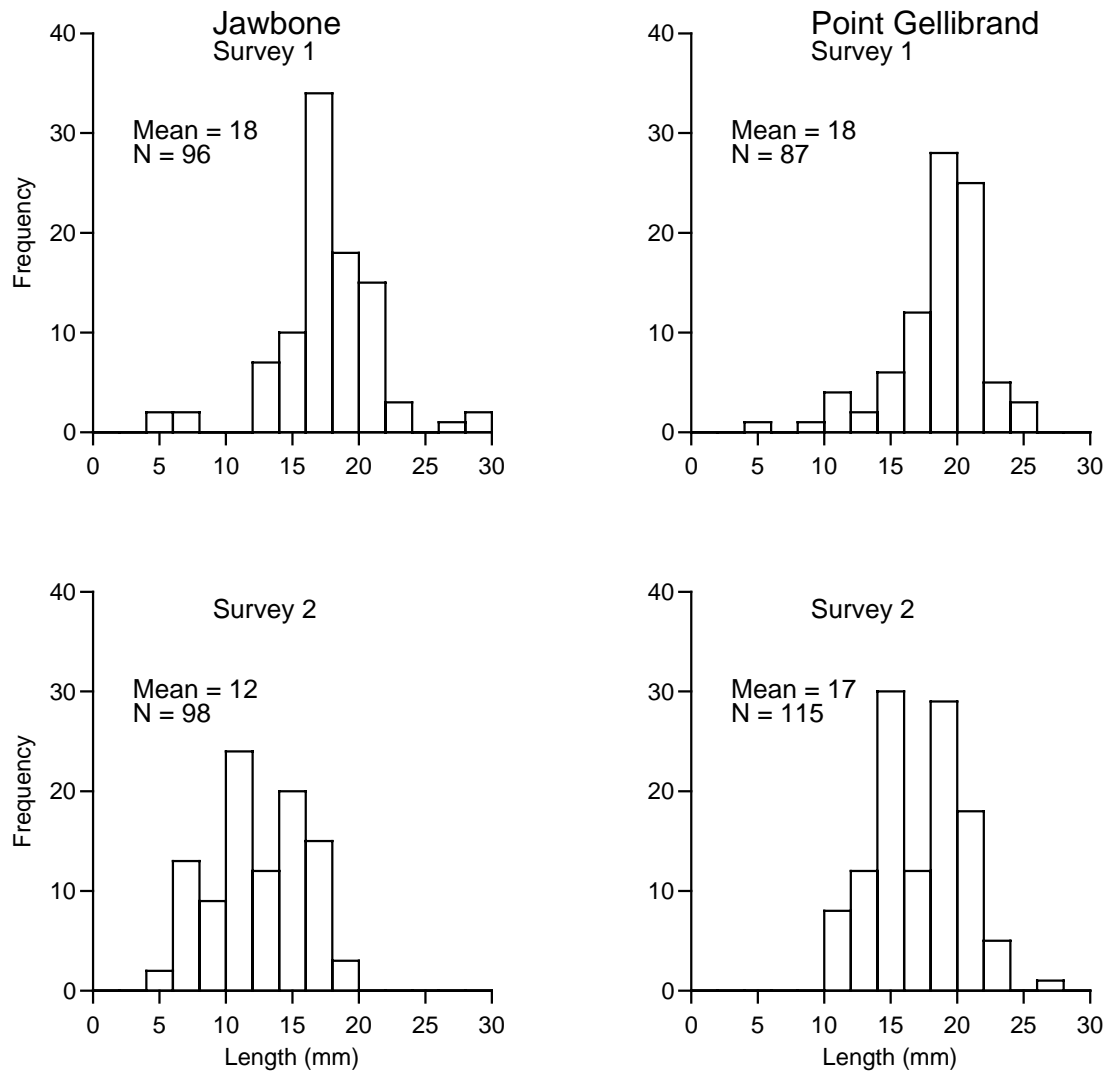 Jawbone
Survey 1
Mean = 18
N = 96
Frequency
40
30
20
10
0
0 5 10 15 20 25 30
Point Gellibrand
Survey 1
Mean = 18
N = 87
40
30
20
10
0
0 5 10 15 20 25 30
Survey 2
Mean = 12
N = 98
Frequency
40
30
20
10
0
0 5 10 15 20 25 30
Length (mm)
Survey 2
Mean = 17
N = 115
40
30
20
10
0
0 5 10 15 20 25 30
Length (mm)